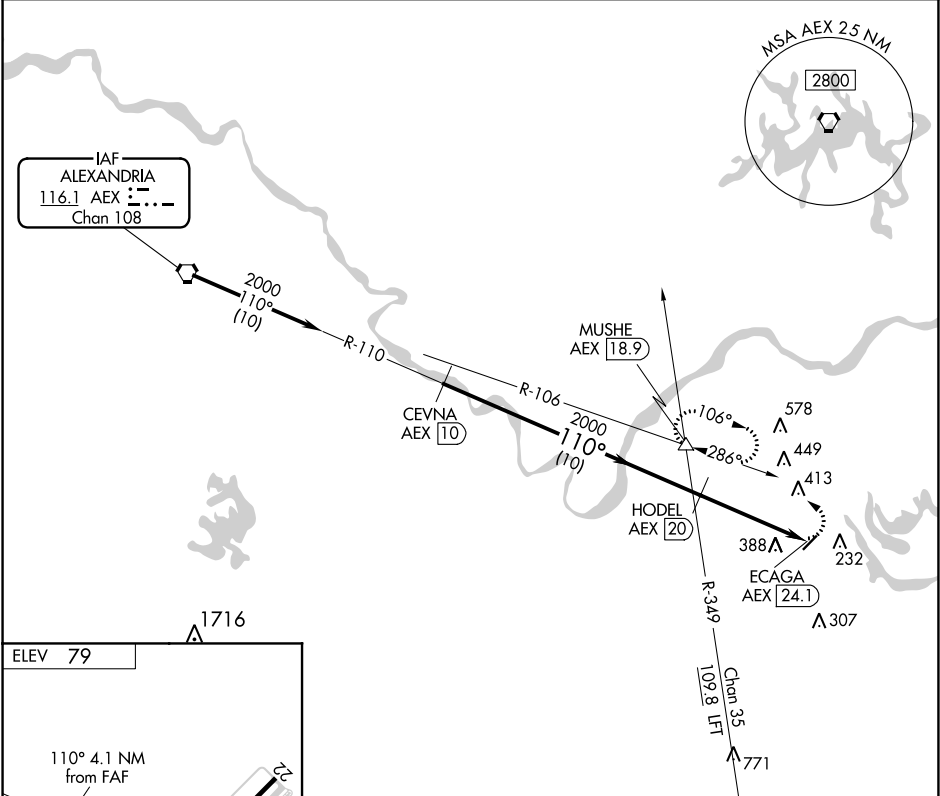 MSA AEX 25 NM
2800
IAF
ALEXANDRIA
116.1 AEX
Chan 108
2000
110°
(10)
R-110
MUSHE
AEX 18.9
R-106
CEVNA
AEX 10
2000
110°
(10)
106°
286°
578
449
413
HODEL
AEX 20
388
232
ECAGA
AEX 24.1
307
R-349
1716
Chan 35
109.8 LFT
771
ELEV 79
110° 4.1 NM
from FAF
22